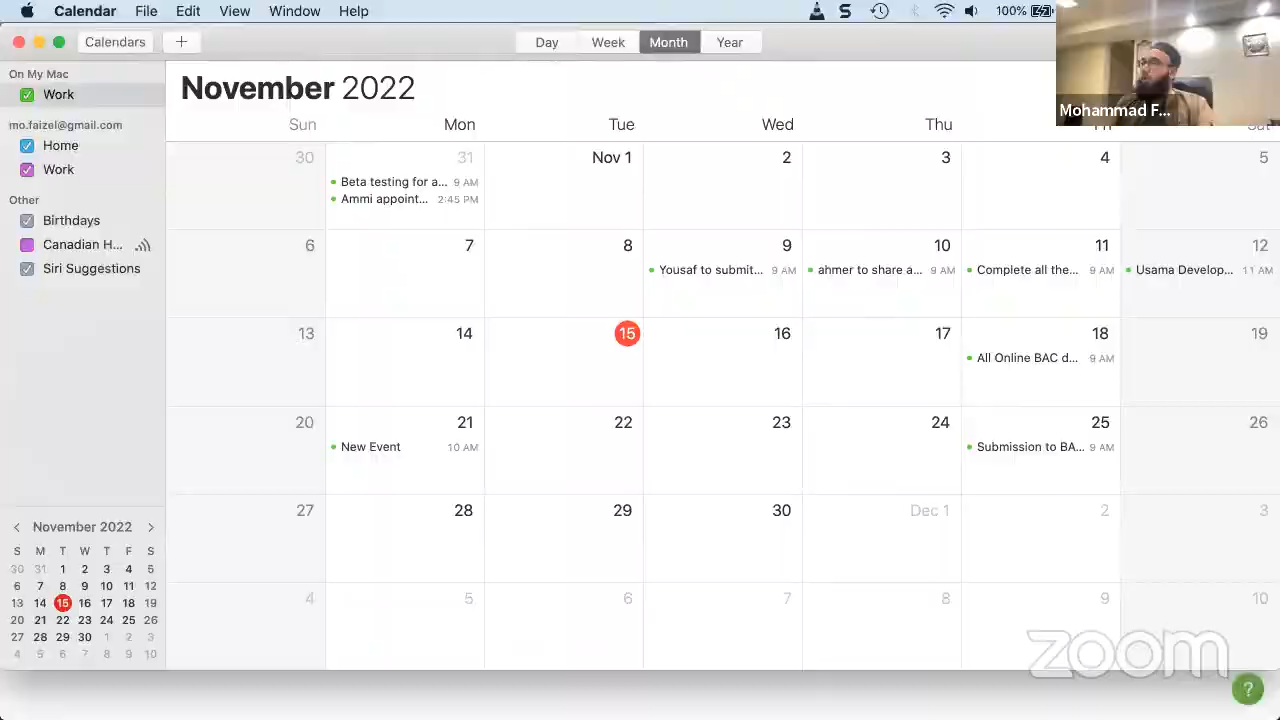 Calendar File Edit View Window Help 100%
Calendars + Day Week Month Year
On My Mac
Work
mo.faizel@gmail.com
Home
Work
Other
Birthdays
Canadian H...
Siri Suggestions
November 2022
Sun Mon Tue Wed Thu Sat
30 31 Nov 1 2 3 4 5
Beta testing for a... 9 AM
Ammi appoint... 2:45 PM
6 7 8 9 10 11 12
Yousaf to submit... 9 AM ahmer to share a... 9 AM Complete all the... 9 AM Usama Develop... 11 AM
13 14 15 16 17 18 19
All Online BAC d... 9 AM
20 21 22 23 24 25 26
New Event 10 AM Submission to BA... 9 AM
27 28 29 30 Dec 1 2 3
4 5 6 7 8 9 10
< November 2022 >
S M T W T F S
30 31 1 2 3 4 5
6 7 8 9 10 11 12
13 14 15 16 17 18 19
20 21 22 23 24 25 26
27 28 29 30 1 2 3
4 5 6 7 8 9 10
Mohammad F...
zoom
?